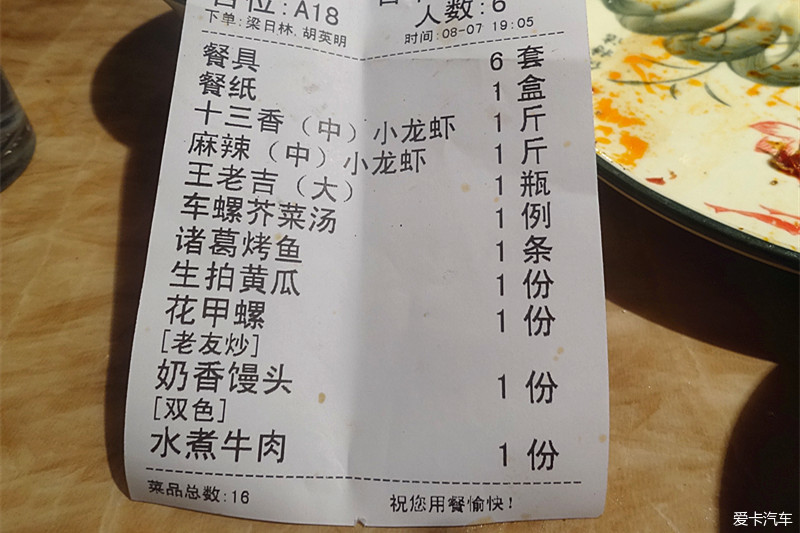 台位:A18
人数:6
下单:梁日林.胡英明
时间:08-07 19:05
餐具 6 套
餐纸 1 盒
十三香(中)小龙虾 1 斤
麻辣(中)小龙虾 1 斤
王老吉(大) 1 瓶
车螺芥菜汤 1 例
诸葛烤鱼 1 条
生拍黄瓜 1 份
花甲螺 1 份
[老友炒]
奶香馒头 1 份
[双色]
水煮牛肉 1 份
菜品总数:16
祝您用餐愉快!
爱卡汽车